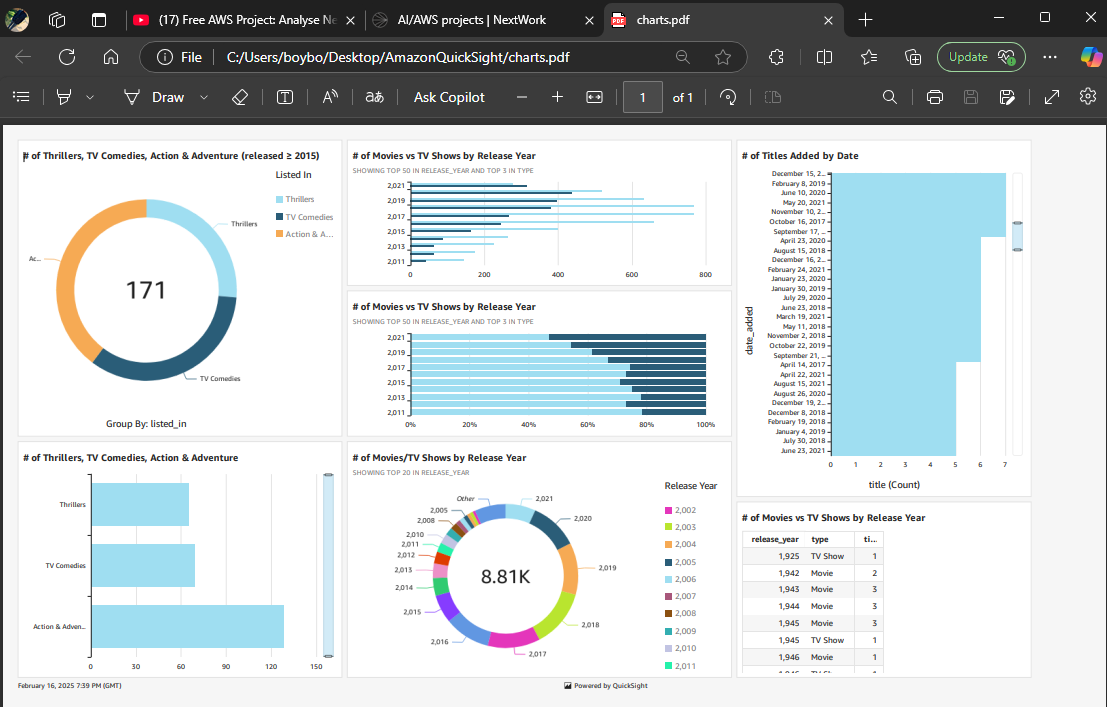 (17) Free AWS Project: Analyse Ne
AI/AWS projects | NextWork
charts.pdf
File
C:/Users/boybo/Desktop/AmazonQuickSight/charts.pdf
Update
Draw
Ask Copilot
1
of 1
# of Thrillers, TV Comedies, Action & Adventure (released ≥ 2015)
Listed In
Thrillers
TV Comedies
Action & A...
Thrillers
Ac...
171
TV Comedies
Group By: listed_in
# of Movies vs TV Shows by Release Year
SHOWING TOP 50 IN RELEASE_YEAR AND TOP 3 IN TYPE
2,021
2,019
2,017
2,015
2,013
2,011
0 200 400 600 800
# of Movies vs TV Shows by Release Year
SHOWING TOP 50 IN RELEASE_YEAR AND TOP 3 IN TYPE
2,021
2,019
2,017
2,015
2,013
2,011
0% 20% 40% 60% 80% 100%
# of Titles Added by Date
date_added
December 15, 2...
February 8, 2019
June 10, 2020
May 20, 2021
November 10, 2...
October 16, 2017
September 17, ...
April 23, 2020
August 15, 2018
December 16, 2...
February 24, 2021
January 23, 2020
January 30, 2019
July 29, 2020
June 23, 2018
March 19, 2021
May 11, 2018
November 2, 2018
October 22, 2019
September 21, ...
April 14, 2017
April 22, 2021
August 15, 2021
August 26, 2020
December 19, 2...
December 8, 2018
February 19, 2018
January 4, 2019
July 30, 2018
June 23, 2021
0 1 2 3 4 5 6 7
title (Count)
# of Thrillers, TV Comedies, Action & Adventure
Thrillers
TV Comedies
Action & Adven...
0 30 60 90 120 150
# of Movies/TV Shows by Release Year
SHOWING TOP 20 IN RELEASE_YEAR
Other
2,021
2,020
2,019
2,018
2,017
2,016
2,015
2,014
2,013
2,012
2,011
2,010
2,008
2,005
8.81K
Release Year
2,002
2,003
2,004
2,005
2,006
2,007
2,008
2,009
2,010
2,011
# of Movies vs TV Shows by Release Year
release_year type ti...
1,925 TV Show 1
1,942 Movie 2
1,943 Movie 3
1,944 Movie 3
1,945 Movie 3
1,945 TV Show 1
1,946 Movie 1
February 16, 2025 7:39 PM (GMT)
Powered by QuickSight